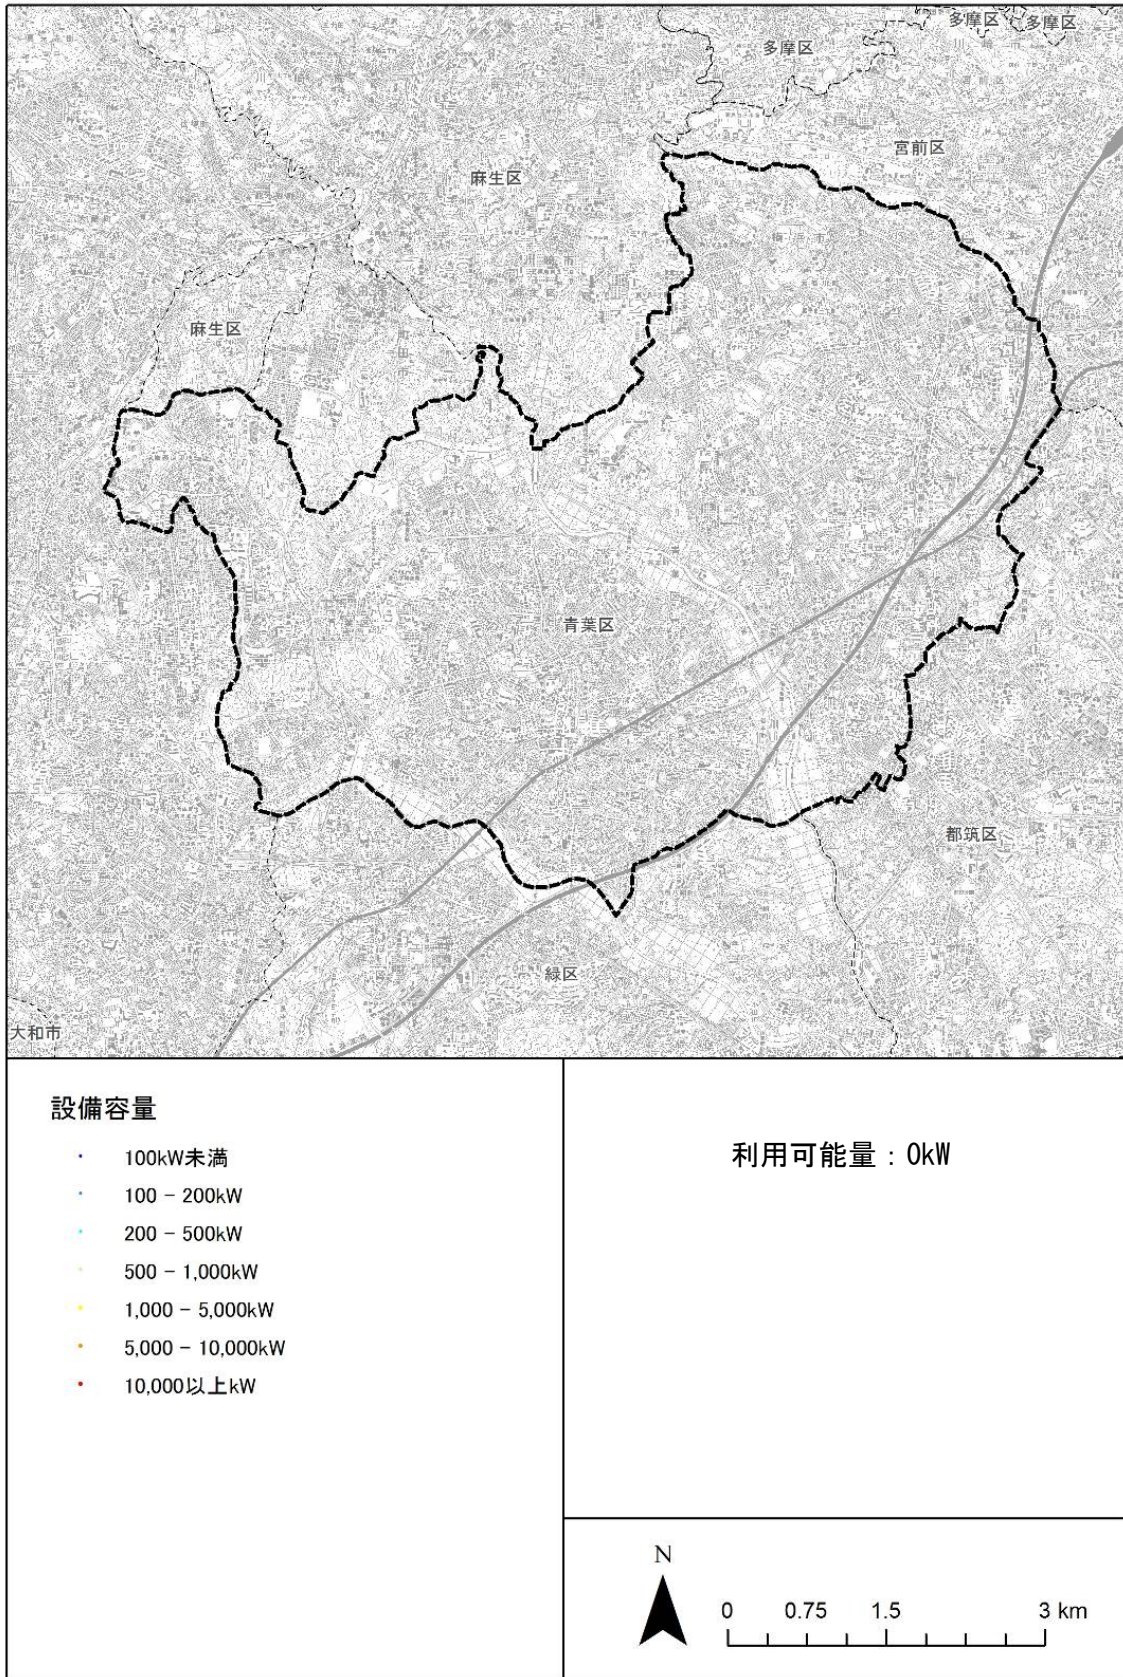 多摩区 多摩区
多摩区
宮前区
麻生区
麻生区
青葉区
都筑区
緑区
大和市
設備容量
100kW未満
100 - 200kW
200 - 500kW
500 - 1,000kW
1,000 - 5,000kW
5,000 - 10,000kW
10,000以上kW
利用可能量：0kW
N
0 0.75 1.5 3 km